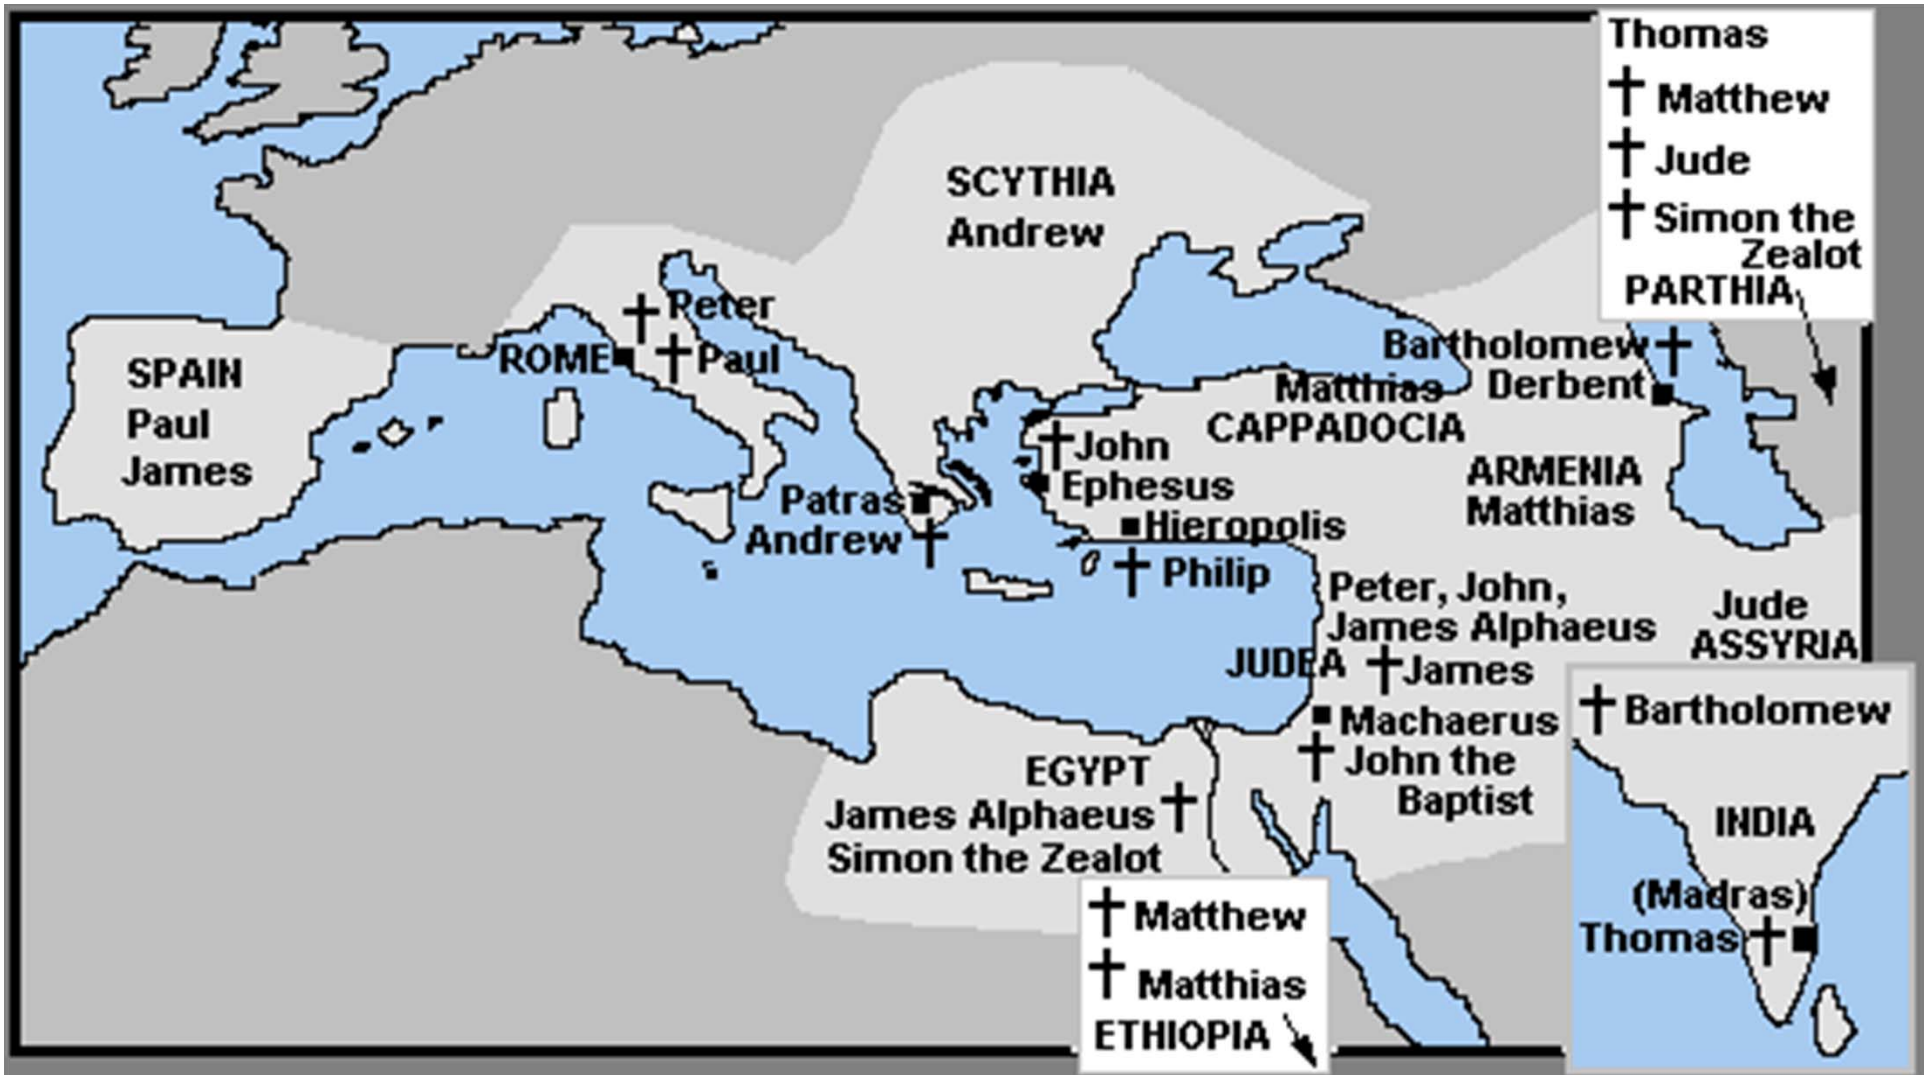 Thomas
† Matthew
† Jude
† Simon the
Zealot
PARTHIA
SCYTHIA
Andrew
† Peter
ROME † Paul
SPAIN
Paul
James
Bartholomew †
Derbent
Matthias
CAPPADOCIA
† John
Ephesus
ARMENIA
Matthias
Patras
Andrew †
Hieropolis
† Philip
Peter, John,
James Alphaeus
JUDEA † James
Jude
ASSYRIA
Machaerus
† John the
Baptist
EGYPT
James Alphaeus †
Simon the Zealot
† Matthew
† Matthias
ETHIOPIA
† Bartholomew
INDIA
(Madras)
Thomas †